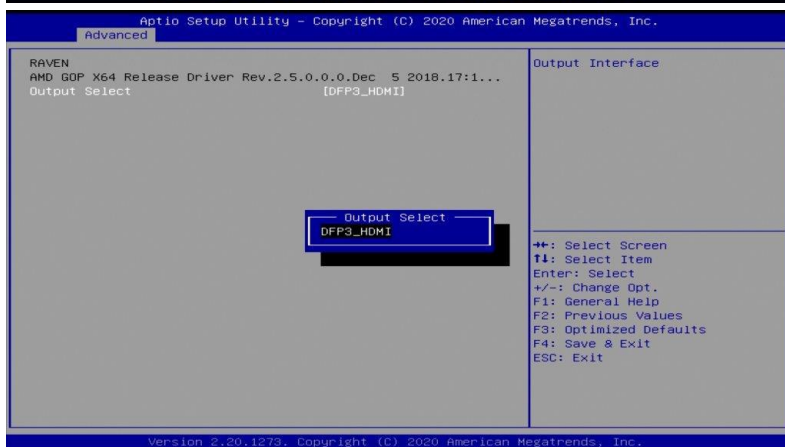 Aptio Setup Utility – Copyright (C) 2020 American Megatrends, Inc.
Advanced
RAVEN
AMD GOP X64 Release Driver Rev.2.5.0.0.0.Dec 5 2018.17:1...
Output Select [DFP3_HDMI]
Output Select
DFP3_HDMI
Output Interface
→←: Select Screen
↑↓: Select Item
Enter: Select
+/-: Change Opt.
F1: General Help
F2: Previous Values
F3: Optimized Defaults
F4: Save & Exit
ESC: Exit
Version 2.20.1273. Copyright (C) 2020 American Megatrends, Inc.